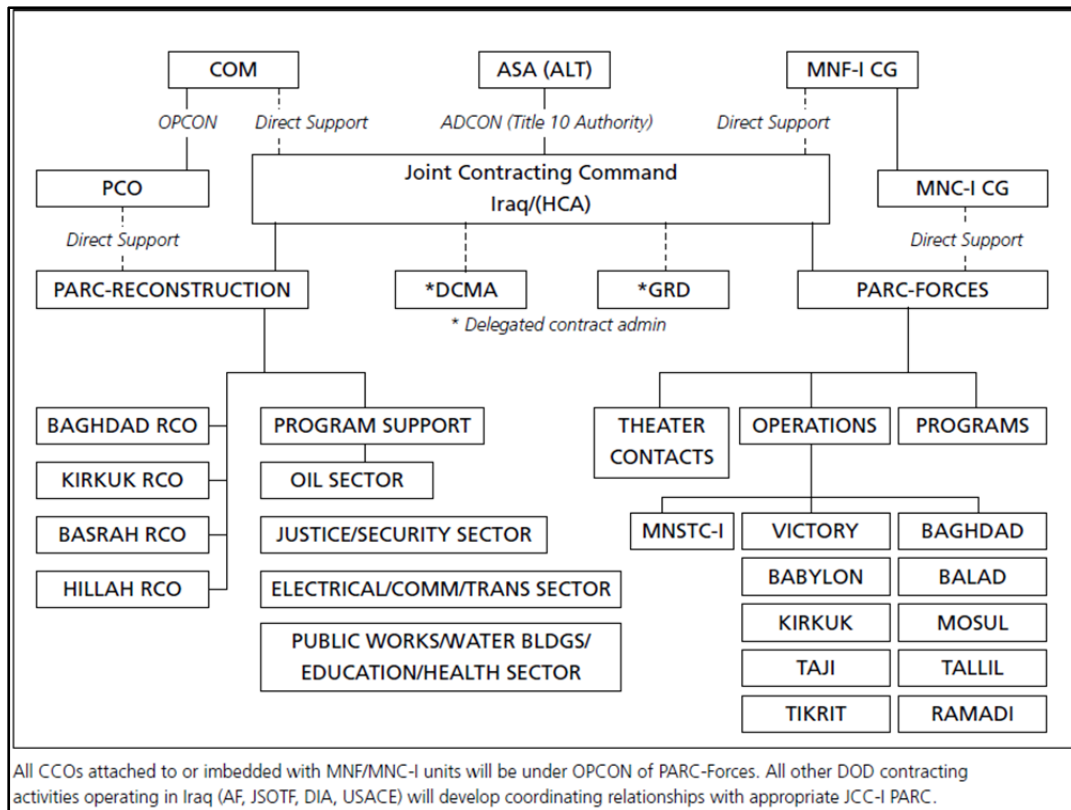 COM
ASA (ALT)
MNF-I CG
OPCON
Direct Support
ADCON (Title 10 Authority)
Direct Support
Joint Contracting Command
Iraq/(HCA)
PCO
MNC-I CG
Direct Support
Direct Support
PARC-RECONSTRUCTION
*DCMA
*GRD
PARC-FORCES
* Delegated contract admin
BAGHDAD RCO
KIRKUK RCO
BASRAH RCO
HILLAH RCO
PROGRAM SUPPORT
OIL SECTOR
JUSTICE/SECURITY SECTOR
ELECTRICAL/COMM/TRANS SECTOR
PUBLIC WORKS/WATER BLDGS/
EDUCATION/HEALTH SECTOR
THEATER
CONTACTS
OPERATIONS
PROGRAMS
MNSTC-I
VICTORY
BAGHDAD
BABYLON
BALAD
KIRKUK
MOSUL
TAJI
TALLIL
TIKRIT
RAMADI
All CCOs attached to or imbedded with MNF/MNC-I units will be under OPCON of PARC-Forces. All other DOD contracting
activities operating in Iraq (AF, JSOTF, DIA, USACE) will develop coordinating relationships with appropriate JCC-I PARC.